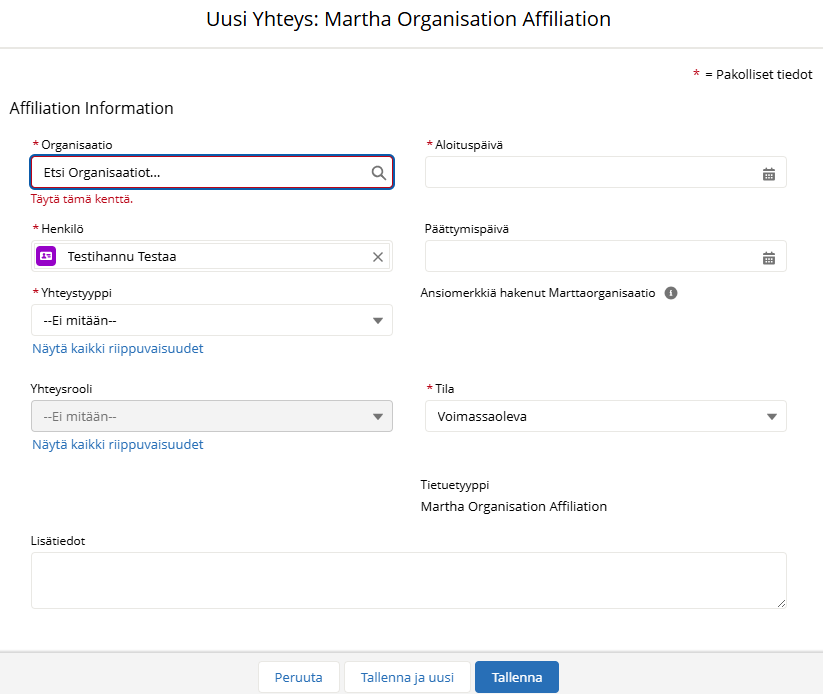 Uusi Yhteys: Martha Organisation Affiliation
* = Pakolliset tiedot
Affiliation Information
* Organisaatio
Etsi Organisaatiot...
Täytä tämä kenttä.
* Aloituspäivä
* Henkilö
Testihannu Testaa
Päättymispäivä
* Yhteystyyppi
--Ei mitään--
Näytä kaikki riippuvaisuudet
Ansiomerkkiä hakenut Marttaorganisaatio
Yhteysrooli
--Ei mitään--
Näytä kaikki riippuvaisuudet
* Tila
Voimassaoleva
Tietuetyyppi
Martha Organisation Affiliation
Lisätiedot
Peruuta
Tallenna ja uusi
Tallenna